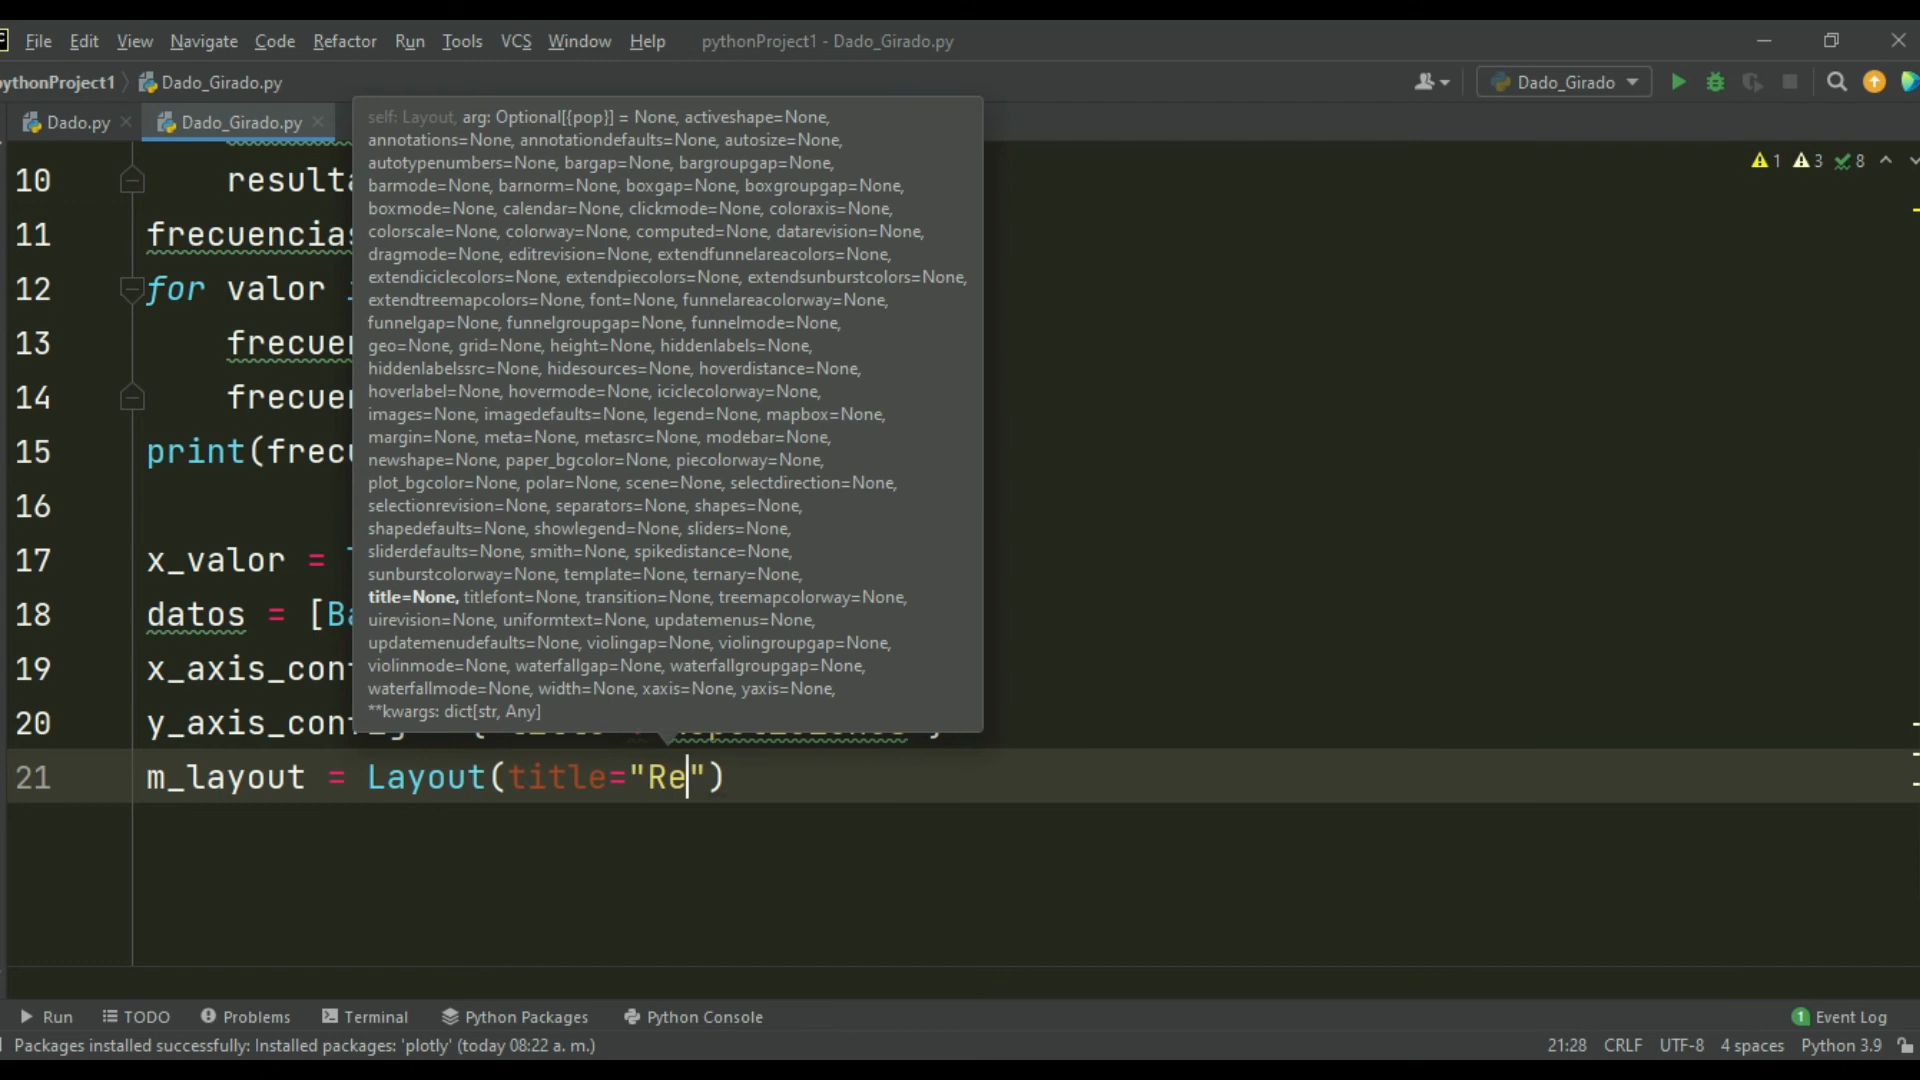 File Edit View Navigate Code Refactor Run Tools VCS Window Help pythonProject1 - Dado_Girado.py
pythonProject1 Dado_Girado.py Dado_Girado
Dado.py Dado_Girado.py
self: Layout, arg: Optional[{pop}] = None, activeshape=None,
annotations=None, annotationdefaults=None, autosize=None,
autotypenumbers=None, bargap=None, bargroupgap=None,
barmode=None, barnorm=None, boxgap=None, boxgroupgap=None,
boxmode=None, calendar=None, clickmode=None, coloraxis=None,
colorscale=None, colorway=None, computed=None, datarevision=None,
dragmode=None, editrevision=None, extendfunnelareacolors=None,
extendiciclecolors=None, extendpiecolors=None, extendsunburstcolors=None,
extendtreemapcolors=None, font=None, funnelareacolorway=None,
funnelgap=None, funnelgroupgap=None, funnelmode=None,
geo=None, grid=None, height=None, hiddenlabels=None,
hiddenlabelssrc=None, hidesources=None, hoverdistance=None,
hoverlabel=None, hovermode=None, iciclecolorway=None,
images=None, imagedefaults=None, legend=None, mapbox=None,
margin=None, meta=None, metasrc=None, modebar=None,
newshape=None, paper_bgcolor=None, piecolorway=None,
plot_bgcolor=None, polar=None, scene=None, selectdirection=None,
selectionrevision=None, separators=None, shapes=None,
shapedefaults=None, showlegend=None, sliders=None,
sliderdefaults=None, smith=None, spikedistance=None,
sunburstcolorway=None, template=None, ternary=None,
title=None, titlefont=None, transition=None, treemapcolorway=None,
uirevision=None, uniformtext=None, updatemenus=None,
updatemenudefaults=None, violingap=None, violingroupgap=None,
violinmode=None, waterfallgap=None, waterfallgroupgap=None,
waterfallmode=None, width=None, xaxis=None, yaxis=None,
**kwargs: dict[str, Any]
1 3 8
10 resulta
11 frecuencias
12 for valor i
13 frecuen
14 frecuen
15 print(frecu
16
17 x_valor = l
18 datos = [Ba
19 x_axis_conf
20 y_axis_conf
21 m_layout = Layout(title="Re")
Run TODO Problems Terminal Python Packages Python Console 1 Event Log
Packages installed successfully: Installed packages: 'plotly' (today 08:22 a. m.) 21:28 CRLF UTF-8 4 spaces Python 3.9